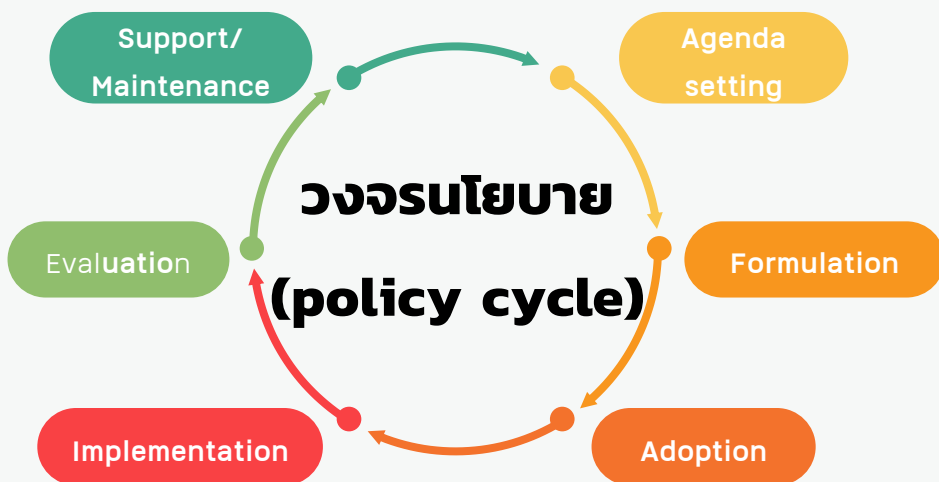 Support/
Maintenance
Agenda
setting
วงจรนโยบาย
(policy cycle)
Evaluation
Formulation
Implementation
Adoption